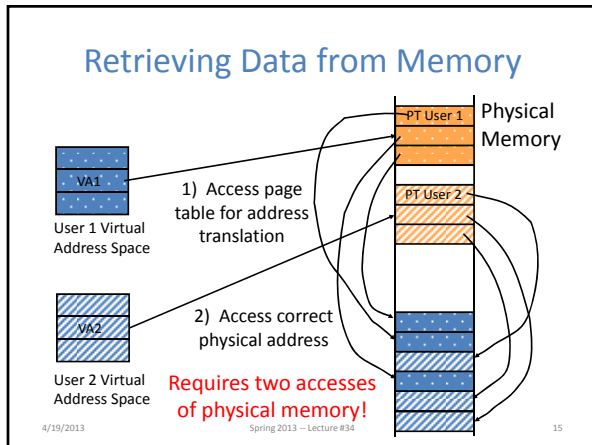 Retrieving Data from Memory
PT User 1
Physical
Memory
VA1
1) Access page
table for address
translation
PT User 2
User 1 Virtual
Address Space
VA2
2) Access correct
physical address
User 2 Virtual
Address Space
Requires two accesses
of physical memory!
4/19/2013
Spring 2013 -- Lecture #34
15